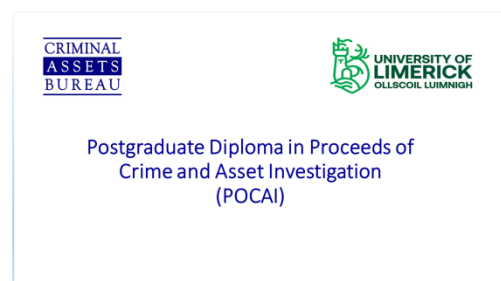 CRIMINAL
ASSETS
BUREAU
UNIVERSITY OF
LIMERICK
OLLSCOIL LUIMNIGH
Postgraduate Diploma in Proceeds of
Crime and Asset Investigation
(POCAI)